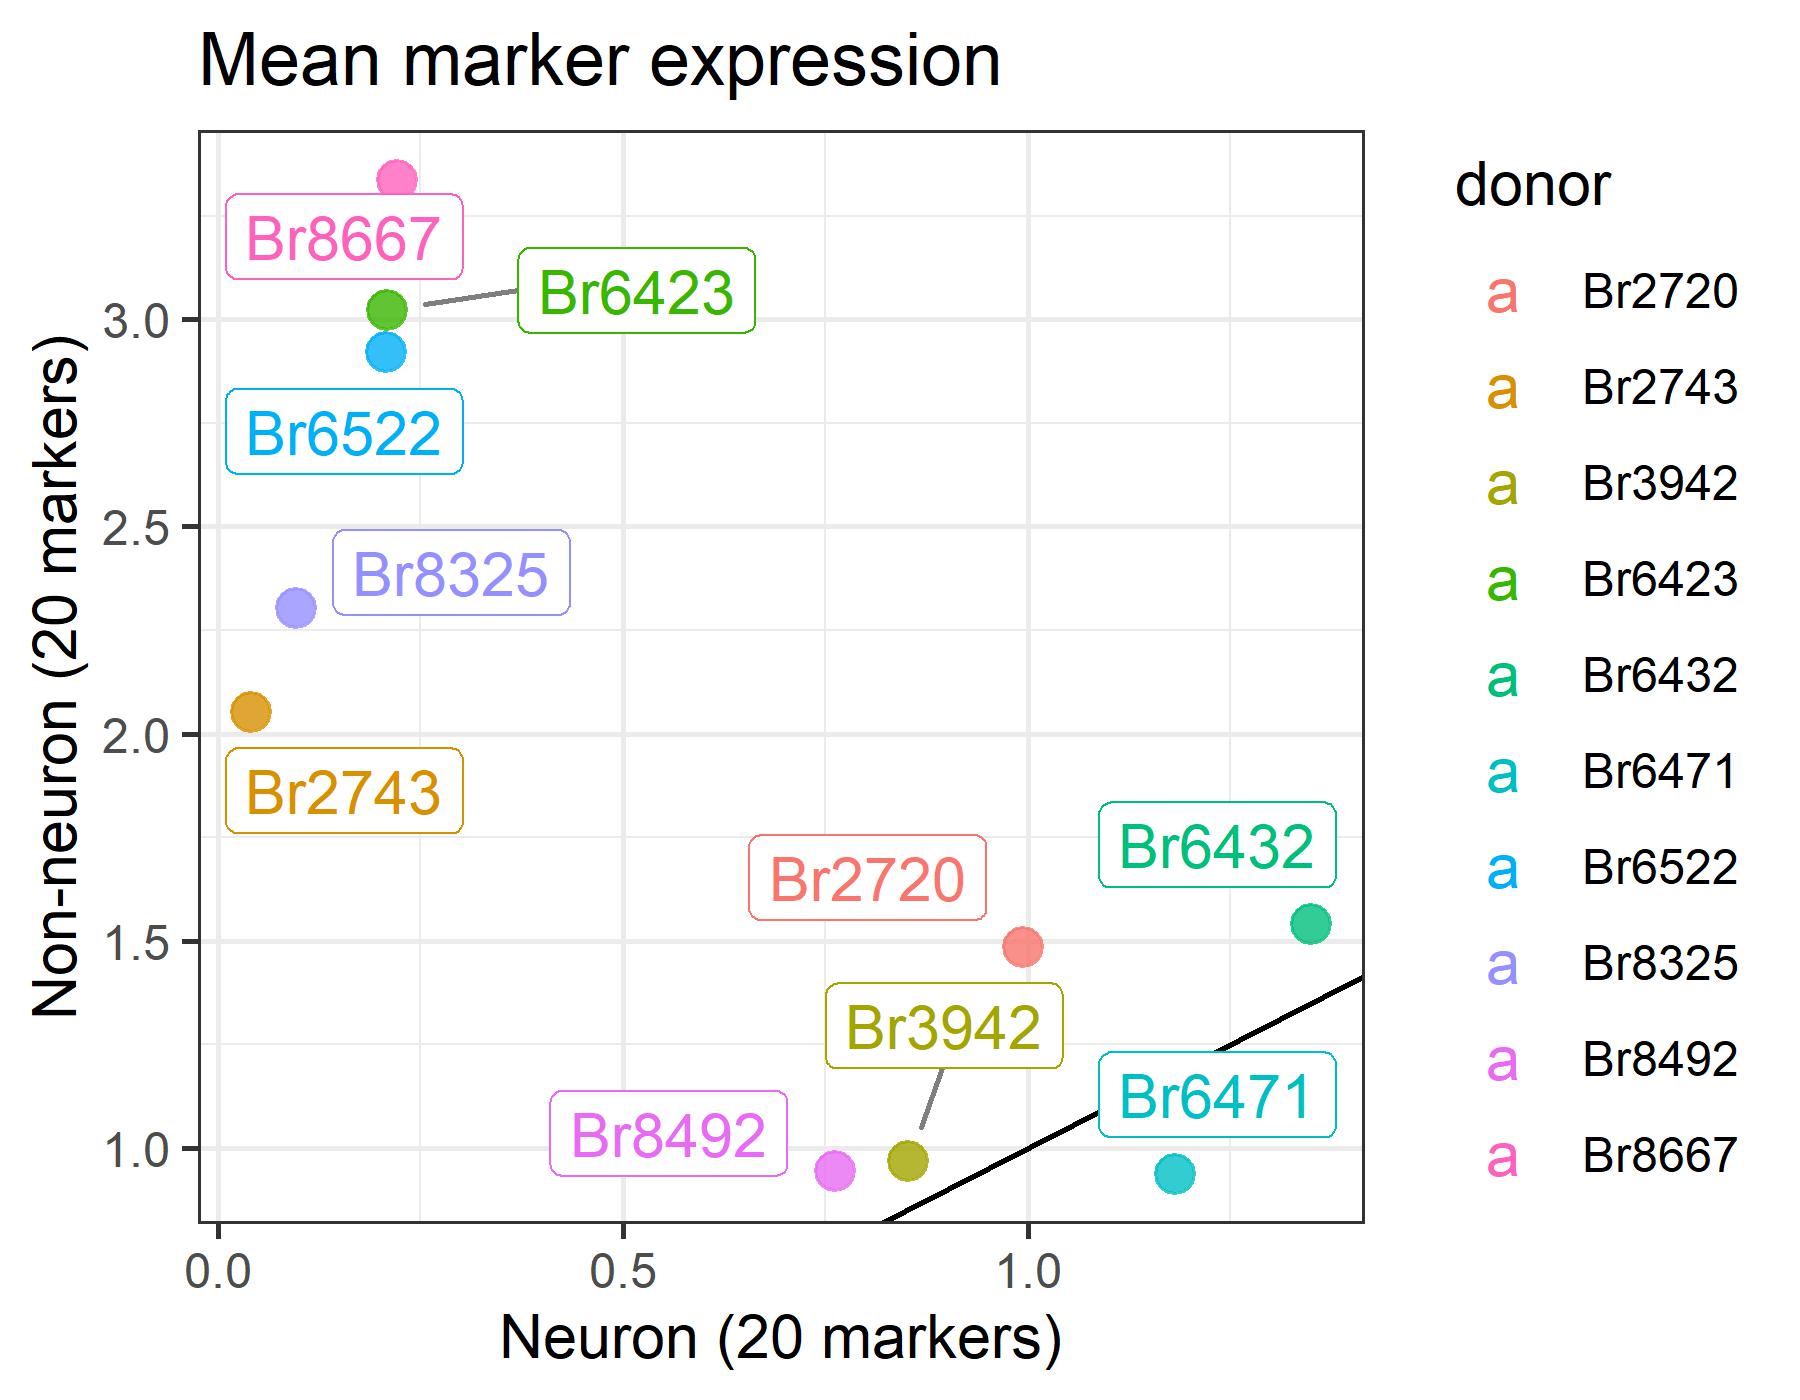 Mean marker expression
Non-neuron (20 markers)
3.0
2.5
2.0
1.5
1.0
Br8667
Br6423
Br6522
Br8325
Br2743
Br6432
Br2720
Br3942
Br6471
Br8492
0.0 0.5 1.0
Neuron (20 markers)
donor
a Br2720
a Br2743
a Br3942
a Br6423
a Br6432
a Br6471
a Br6522
a Br8325
a Br8492
a Br8667